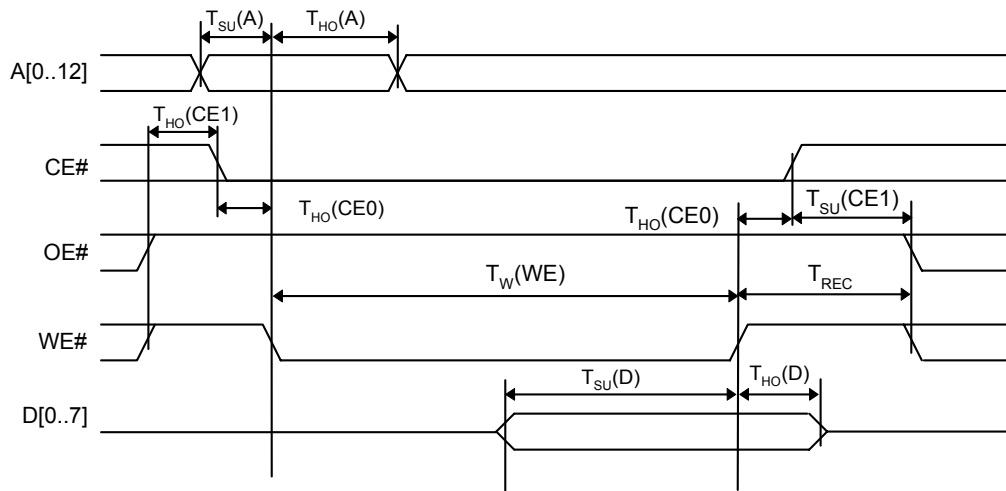 T_SU(A) T_HO(A)
A[0..12]
T_HO(CE1)
CE#
T_HO(CE0) T_HO(CE0) T_SU(CE1)
OE#
T_W(WE) T_REC
WE#
T_SU(D) T_HO(D)
D[0..7]